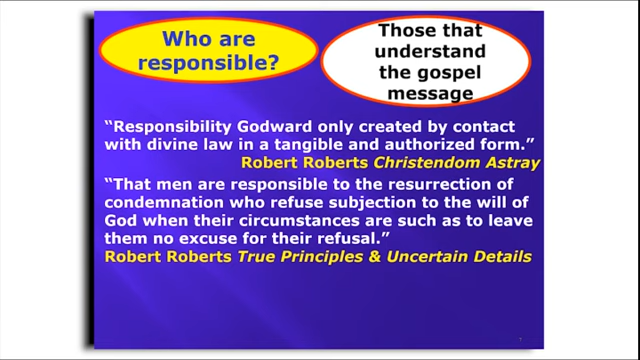 Who are
responsible?
Those that
understand
the gospel
message
“Responsibility Godward only created by contact
with divine law in a tangible and authorized form.”
Robert Roberts Christendom Astray
“That men are responsible to the resurrection of
condemnation who refuse subjection to the will of
God when their circumstances are such as to leave
them no excuse for their refusal.”
Robert Roberts True Principles & Uncertain Details